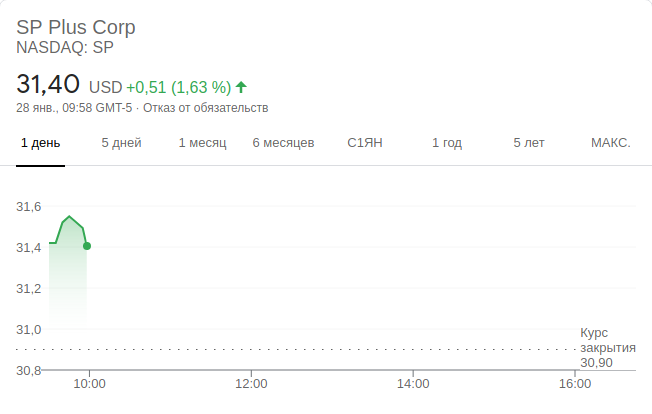 SP Plus Corp
NASDAQ: SP
31,40 USD +0,51 (1,63 %)
28 янв., 09:58 GMT-5 · Отказ от обязательств
1 день 5 дней 1 месяц 6 месяцев С1ЯН 1 год 5 лет МАКС.
31,6
31,4
31,2
31,0
Курс
закрытия
30,90
30,8
10:00 12:00 14:00 16:00